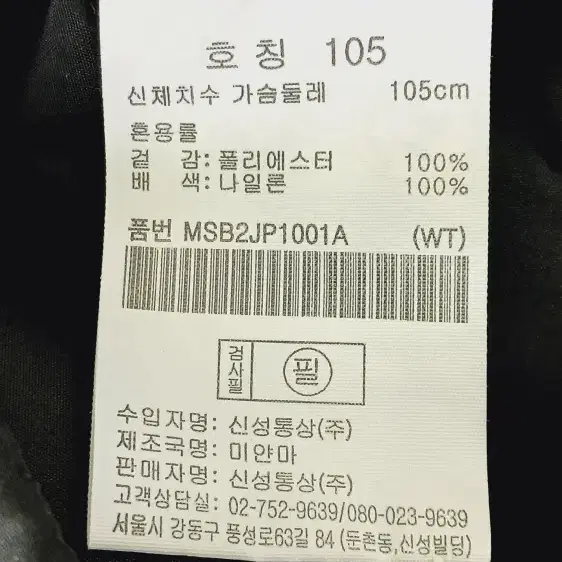 호칭 105
신체치수 가슴둘레 105cm
혼용률
겉 감: 폴리에스터 100%
배 색: 나일론 100%
품번 MSB2JP1001A (WT)
검사필 필
수입자명: 신성통상(주)
제조국명: 미얀마
판매자명: 신성통상(주)
고객상담실: 02-752-9639/080-023-9639
서울시 강동구 풍성로63길 84 (둔촌동,신성빌딩)